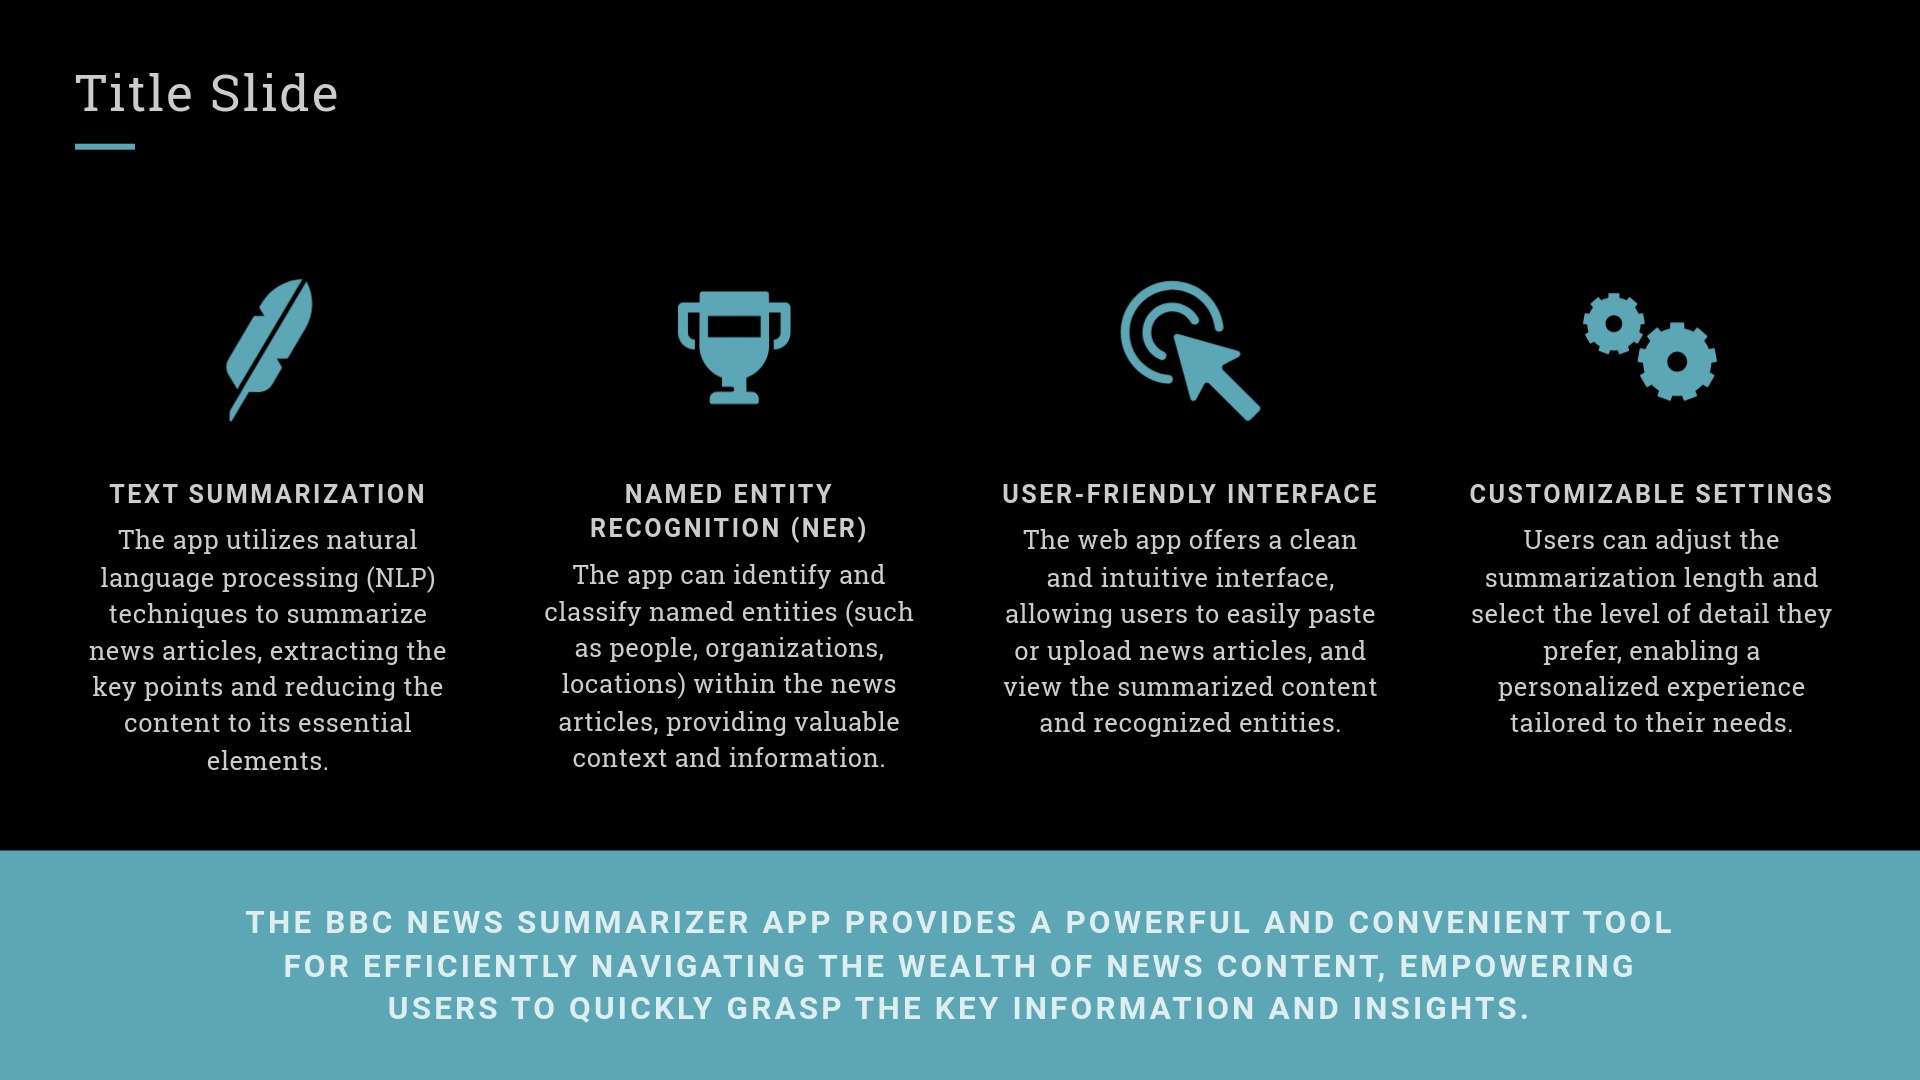 Title Slide
TEXT SUMMARIZATION
The app utilizes natural
language processing (NLP)
techniques to summarize
news articles, extracting the
key points and reducing the
content to its essential
elements.
NAMED ENTITY
RECOGNITION (NER)
The app can identify and
classify named entities (such
as people, organizations,
locations) within the news
articles, providing valuable
context and information.
USER-FRIENDLY INTERFACE
The web app offers a clean
and intuitive interface,
allowing users to easily paste
or upload news articles, and
view the summarized content
and recognized entities.
CUSTOMIZABLE SETTINGS
Users can adjust the
summarization length and
select the level of detail they
prefer, enabling a
personalized experience
tailored to their needs.
THE BBC NEWS SUMMARIZER APP PROVIDES A POWERFUL AND CONVENIENT TOOL
FOR EFFICIENTLY NAVIGATING THE WEALTH OF NEWS CONTENT, EMPOWERING
USERS TO QUICKLY GRASP THE KEY INFORMATION AND INSIGHTS.